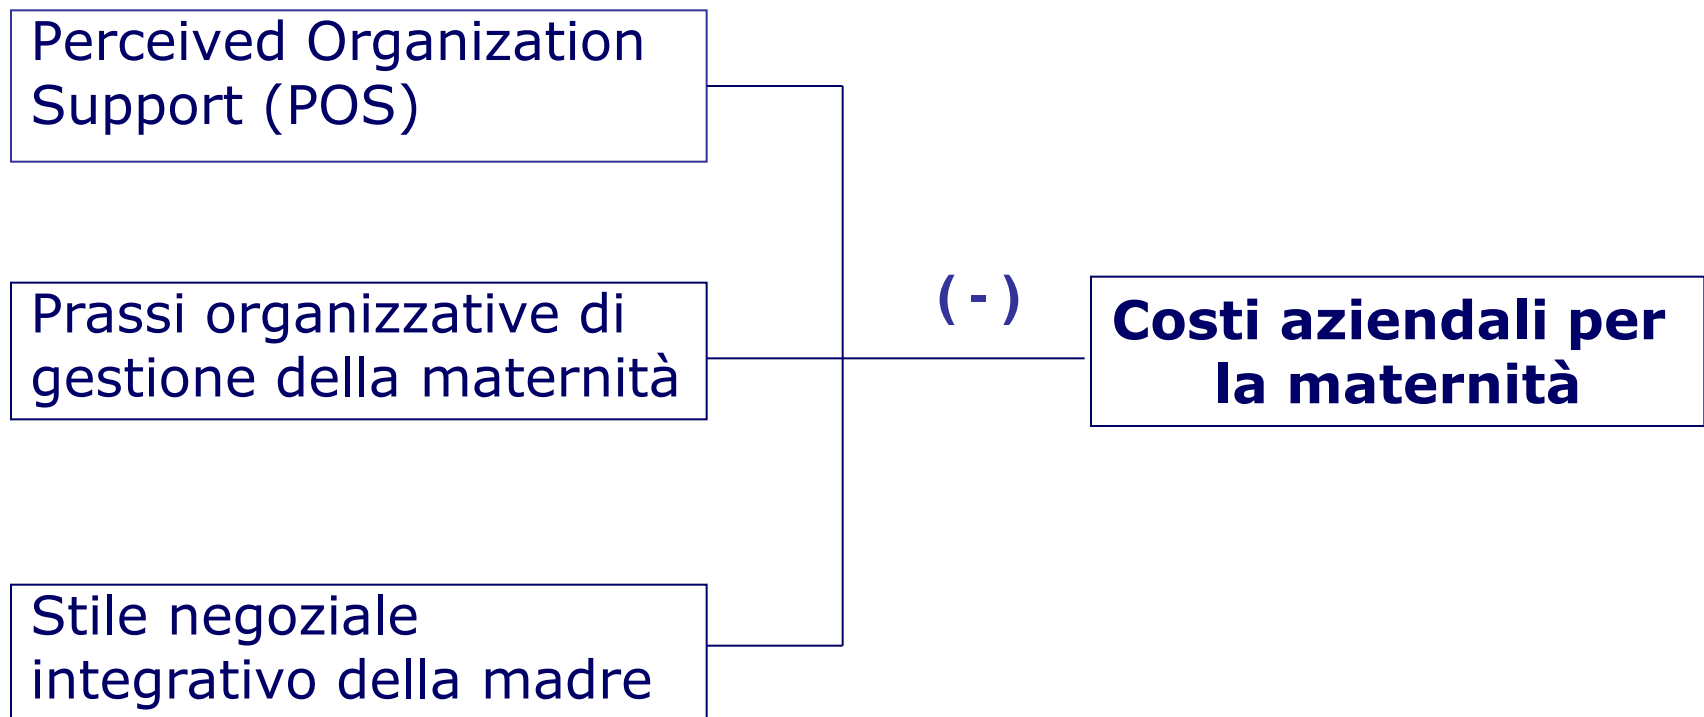 Perceived Organization
Support (POS)
Prassi organizzative di
gestione della maternità
(-)
Costi aziendali per
la maternità
Stile negoziale
integrativo della madre